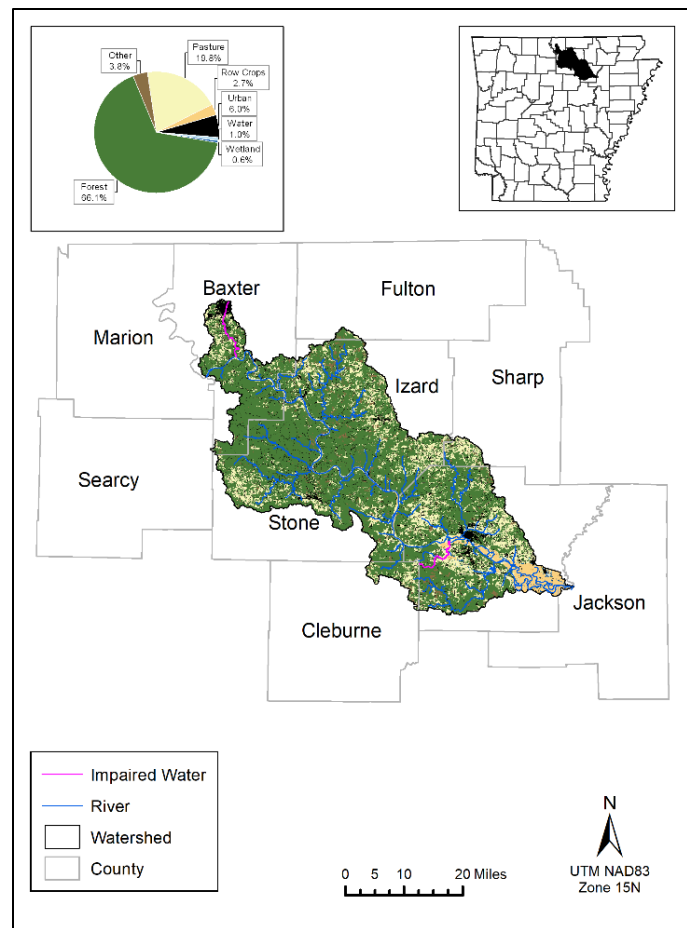 Pasture
19.8%
Other
3.8%
Row Crops
2.7%
Urban
6.0%
Water
1.0%
Wetland
0.6%
Forest
66.1%
Baxter
Fulton
Marion
Izard
Sharp
Searcy
Stone
Jackson
Cleburne
Impaired Water
River
Watershed
County
N
UTM NAD83
Zone 15N
0 5 10 20 Miles